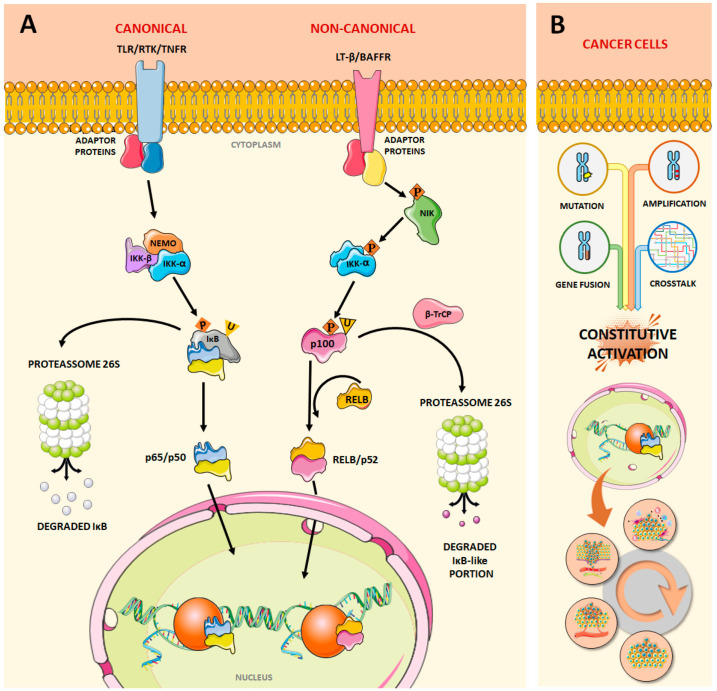 A
CANONICAL
NON-CANONICAL
TLR/RTK/TNFR
LT-β/BAFFR
ADAPTOR
PROTEINS
CYTOPLASM
ADAPTOR
PROTEINS
P
NIK
NEMO
IKK-β
IKK-α
P
IKK-α
P
U
IκB
P
U
p100
β-TrCP
PROTEASSOME 26S
RELB
PROTEASSOME 26S
p65/p50
RELB/p52
DEGRADED IκB
DEGRADED
IκB-like
PORTION
NUCLEUS
B
CANCER CELLS
MUTATION
AMPLIFICATION
GENE FUSION
CROSSTALK
CONSTITUTIVE
ACTIVATION